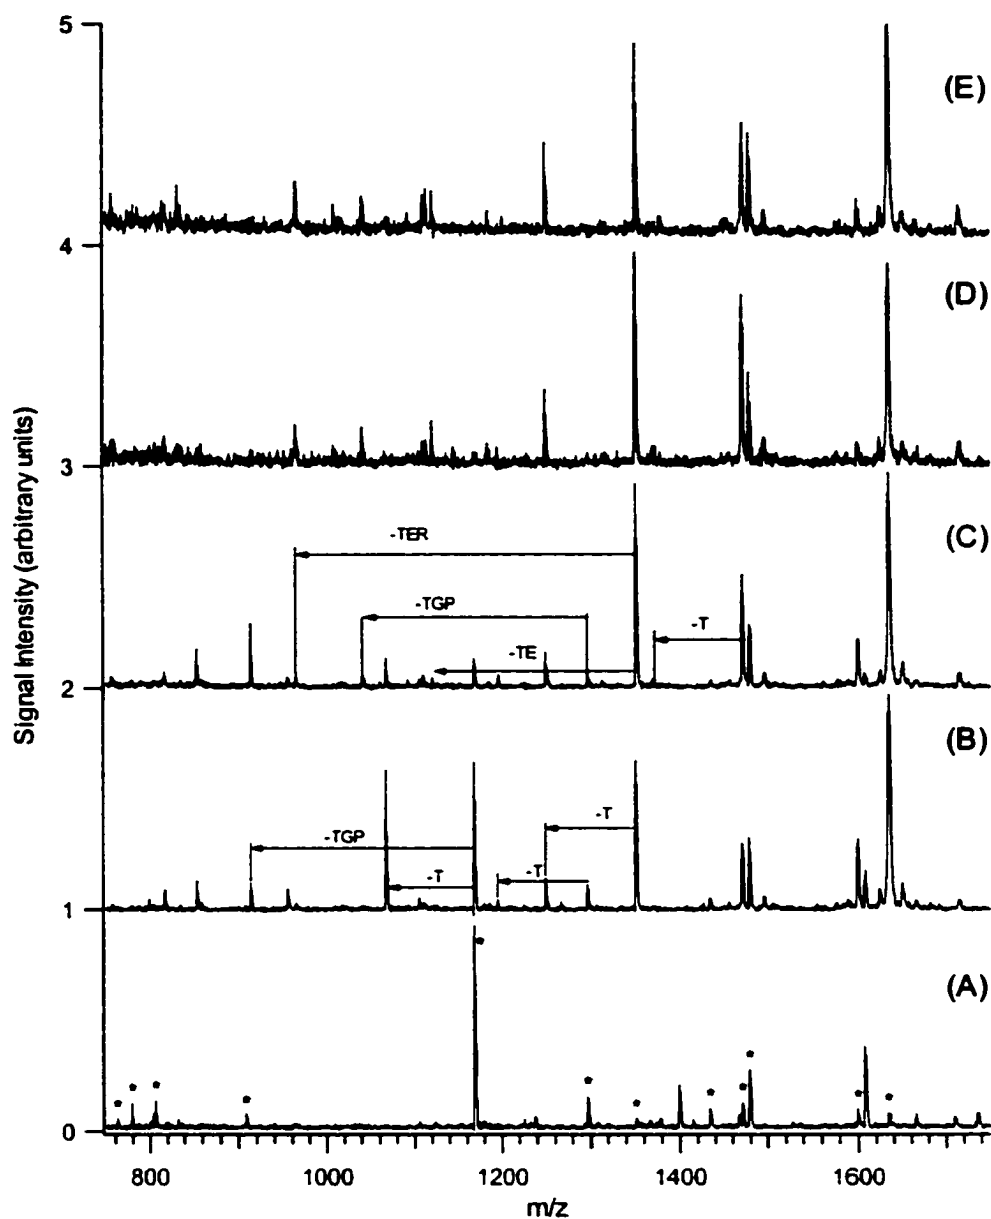 5
(E)
4
(D)
3
(C)
-TER
-TGP
-T
-TE
2
(B)
-T
-TGP
-T
-T
1
(A)
0
800 1000 1200 1400 1600
m/z
Signal Intensity (arbitrary units)